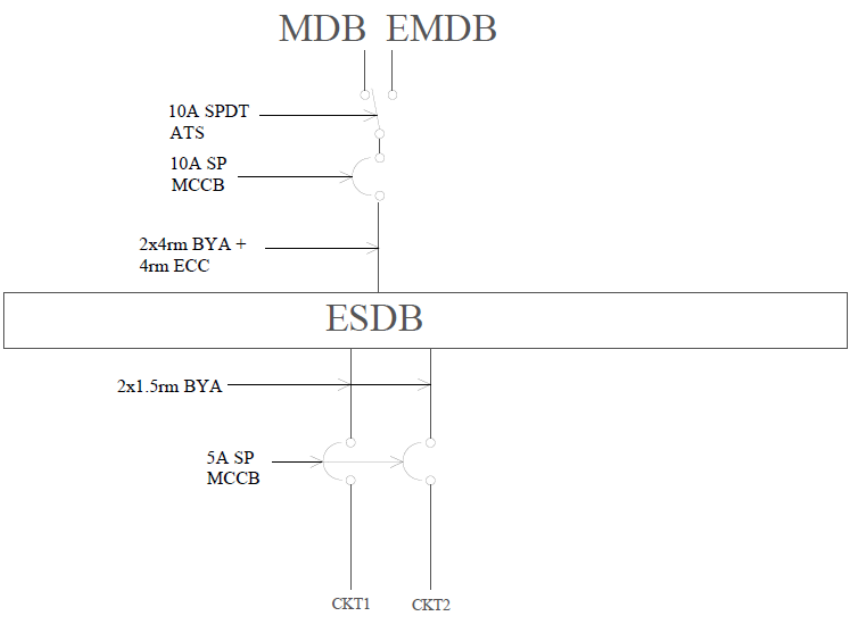 MDB EMDB
10A SPDT
ATS
10A SP
MCCB
2x4rm BYA +
4rm ECC
ESDB
2x1.5rm BYA
5A SP
MCCB
CKT1 CKT2